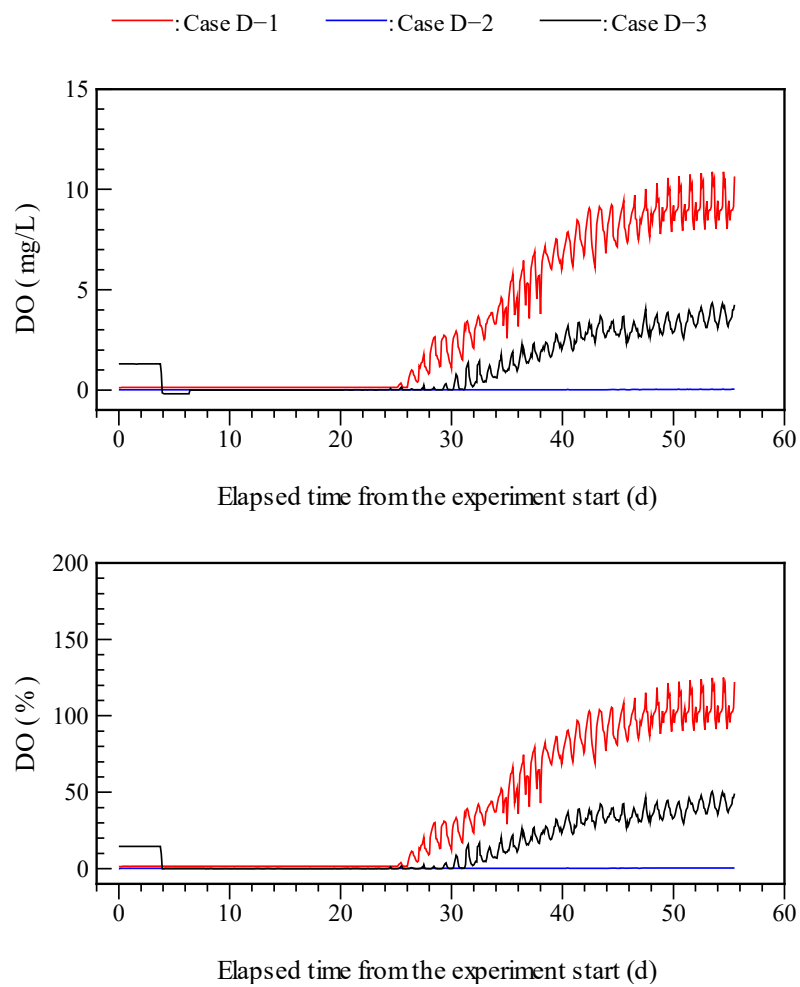 : Case D−1 : Case D−2 : Case D−3
15
10
5
0
DO ( mg/L )
0 10 20 30 40 50 60
Elapsed time from the experiment start (d)
200
150
100
50
0
DO ( % )
0 10 20 30 40 50 60
Elapsed time from the experiment start (d)